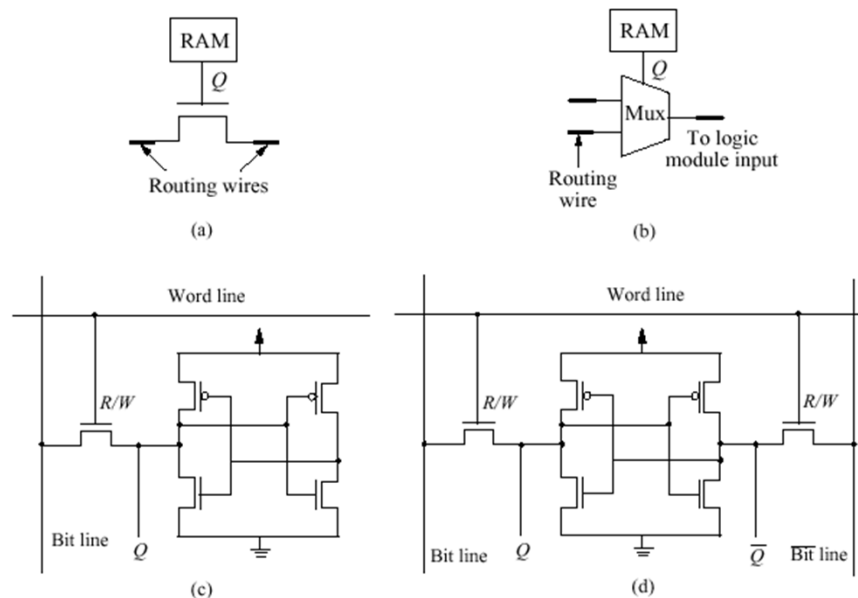 RAM
Q
Routing wires
(a)
RAM
Q
Mux
To logic
module input
Routing
wire
(b)
Word line
R/W
Bit line
Q
(c)
Word line
R/W
R/W
Bit line
Q
Q̅
B̅i̅t̅ line
(d)